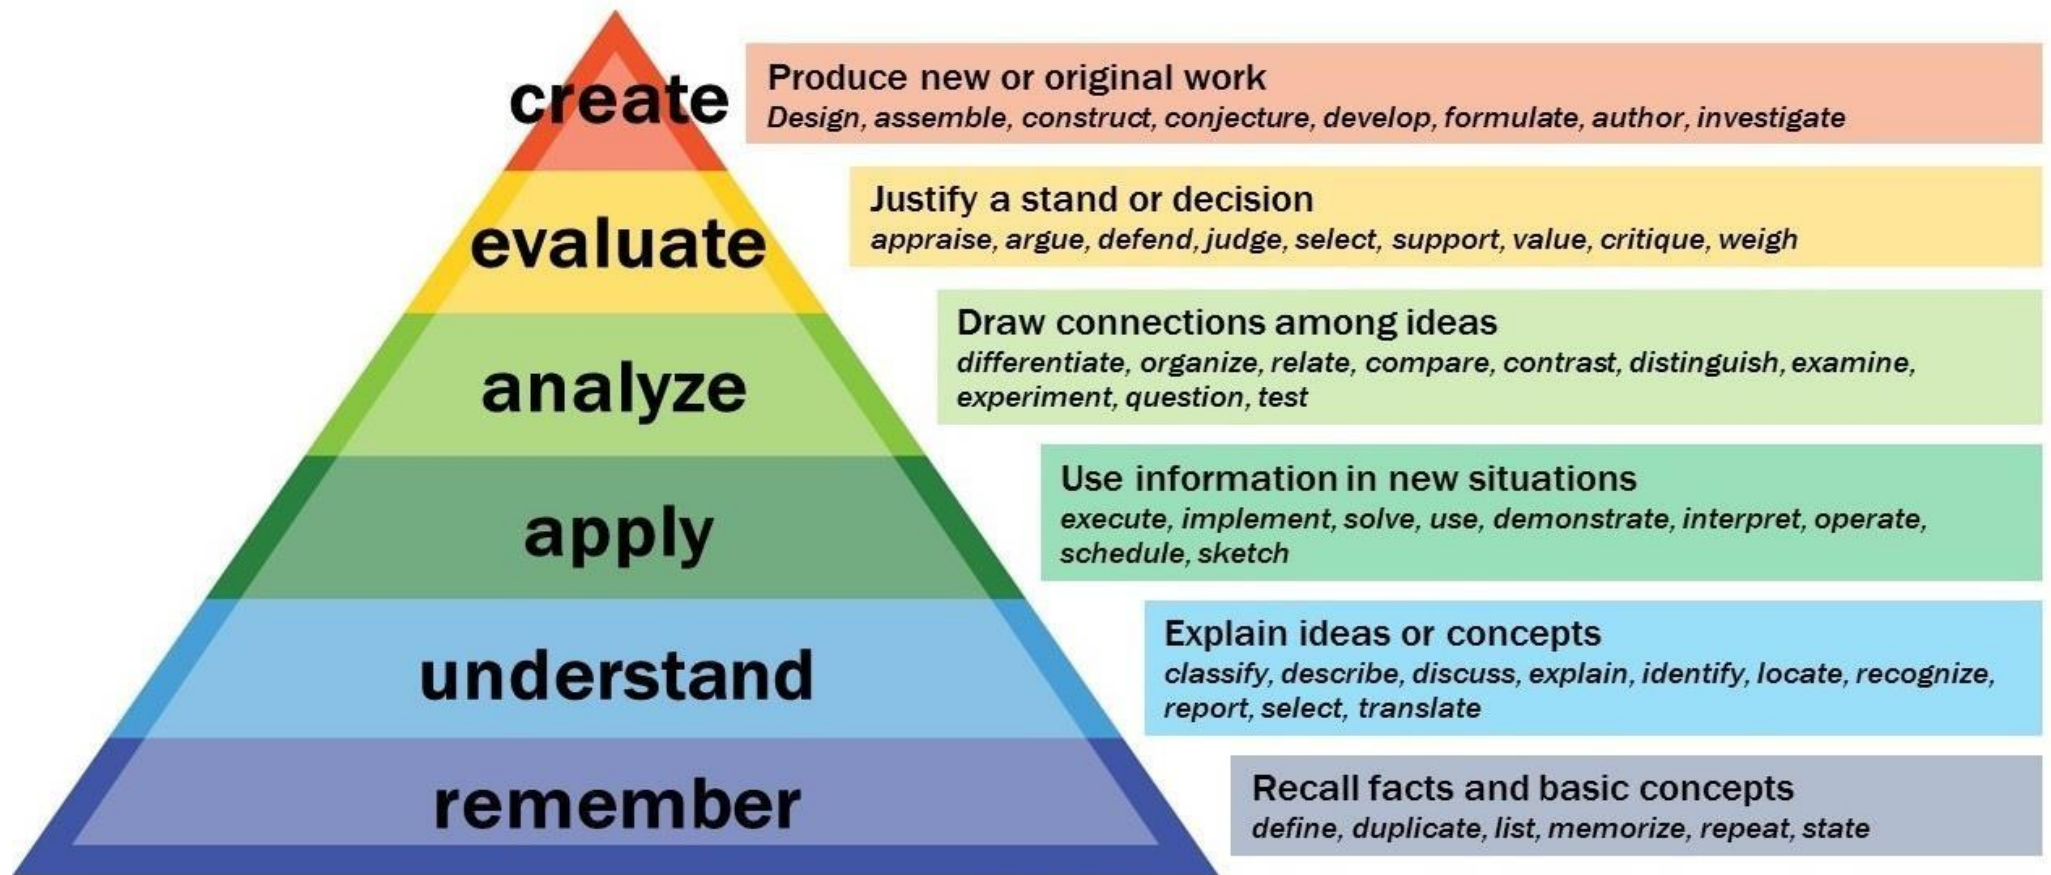 create
Produce new or original work
Design, assemble, construct, conjecture, develop, formulate, author, investigate
evaluate
Justify a stand or decision
appraise, argue, defend, judge, select, support, value, critique, weigh
analyze
Draw connections among ideas
differentiate, organize, relate, compare, contrast, distinguish, examine,
experiment, question, test
apply
Use information in new situations
execute, implement, solve, use, demonstrate, interpret, operate,
schedule, sketch
understand
Explain ideas or concepts
classify, describe, discuss, explain, identify, locate, recognize,
report, select, translate
remember
Recall facts and basic concepts
define, duplicate, list, memorize, repeat, state